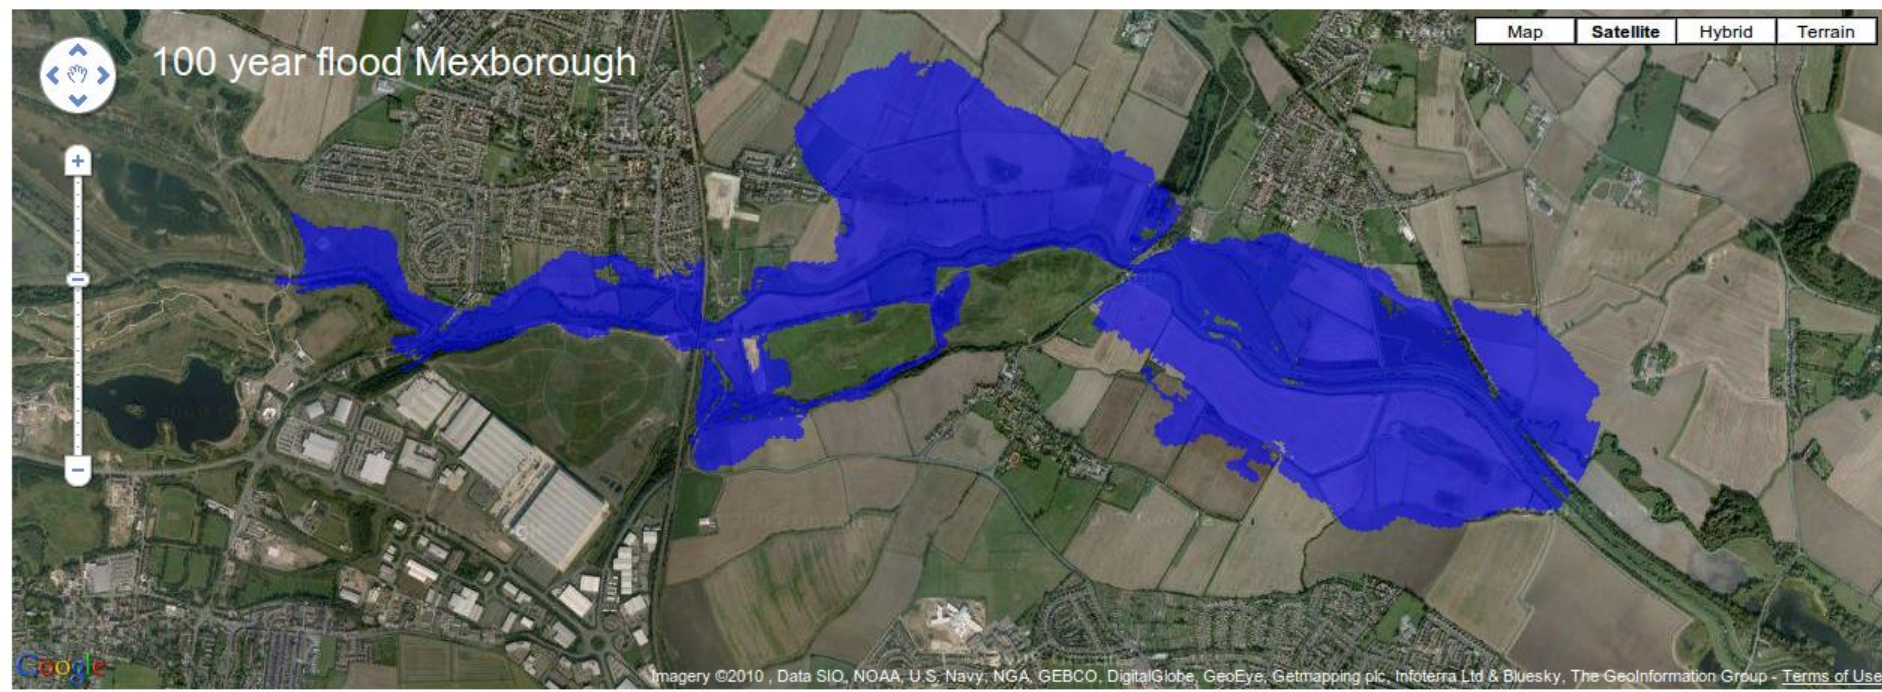 100 year flood Mexborough
Map Satellite Hybrid Terrain
+
−
Google
Imagery ©2010 , Data SIO, NOAA, U.S. Navy, NGA, GEBCO, DigitalGlobe, GeoEye, Getmapping plc, Infoterra Ltd & Bluesky, The GeoInformation Group - Terms of Use